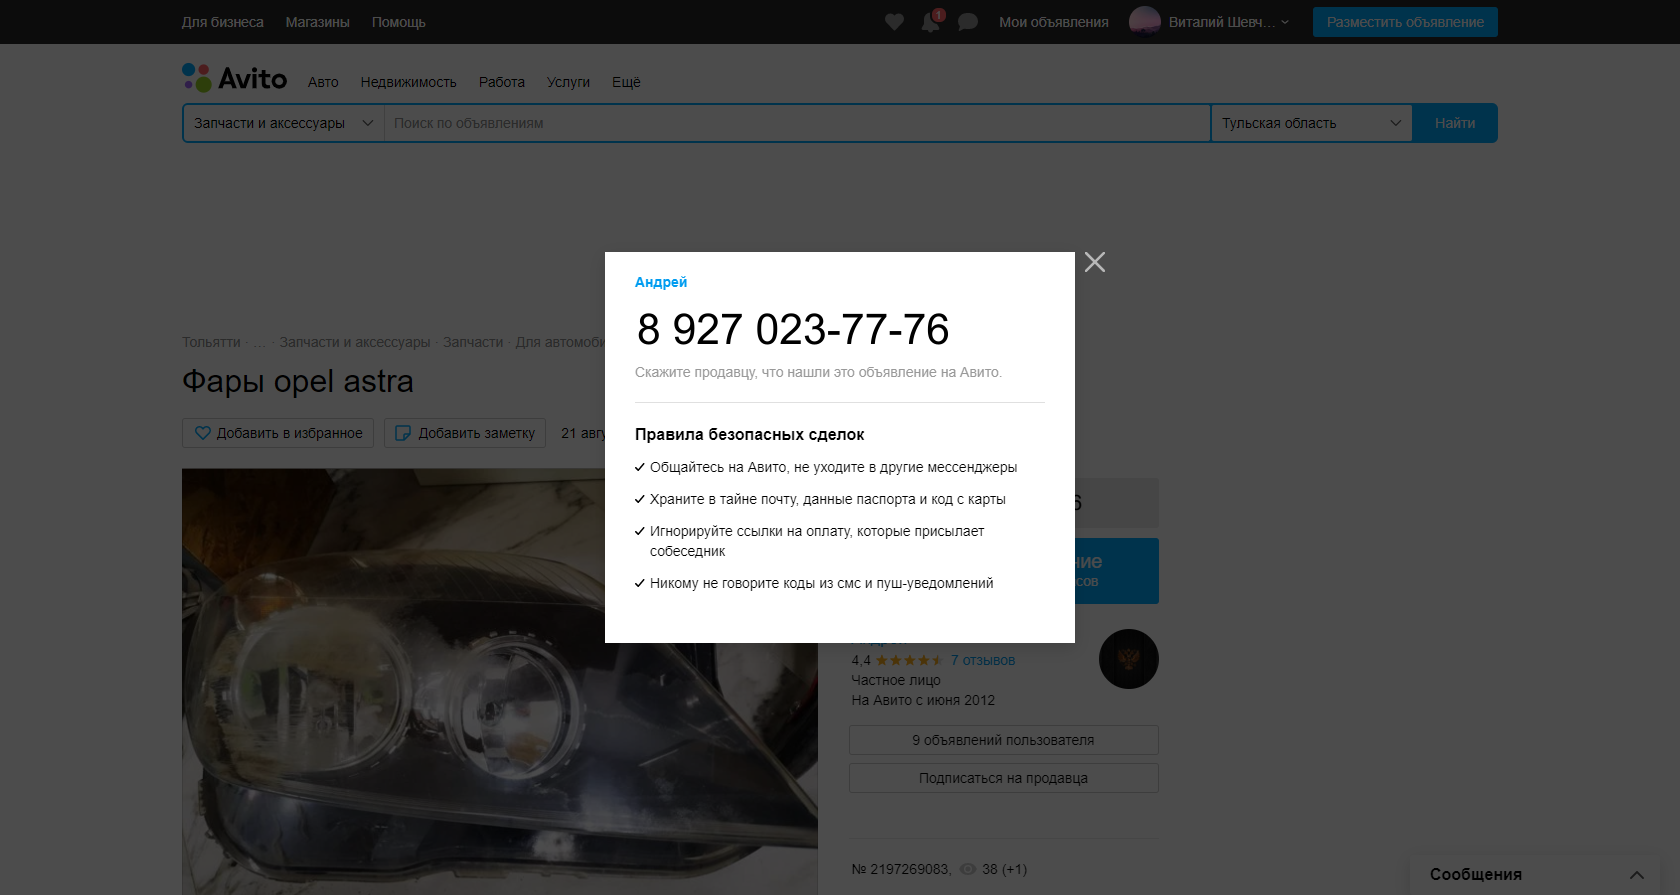 Для бизнеса Магазины Помощь 1 Мои объявления Виталий Шевч... Разместить объявление
Avito Авто Недвижимость Работа Услуги Ещё
Запчасти и аксессуары Поиск по объявлениям Тульская область Найти
Тольятти · ... · Запчасти и аксессуары · Запчасти · Для автомоби
Фары opel astra
Добавить в избранное Добавить заметку 21 авгу
Андрей
8 927 023-77-76
Скажите продавцу, что нашли это объявление на Авито.
Правила безопасных сделок
Общайтесь на Авито, не уходите в другие мессенджеры
Храните в тайне почту, данные паспорта и код с карты
Игнорируйте ссылки на оплату, которые присылает
собеседник
Никому не говорите коды из смс и пуш-уведомлений
6
ние
сов
4,4 7 отзывов
Частное лицо
На Авито с июня 2012
9 объявлений пользователя
Подписаться на продавца
№ 2197269083, 38 (+1)
Сообщения